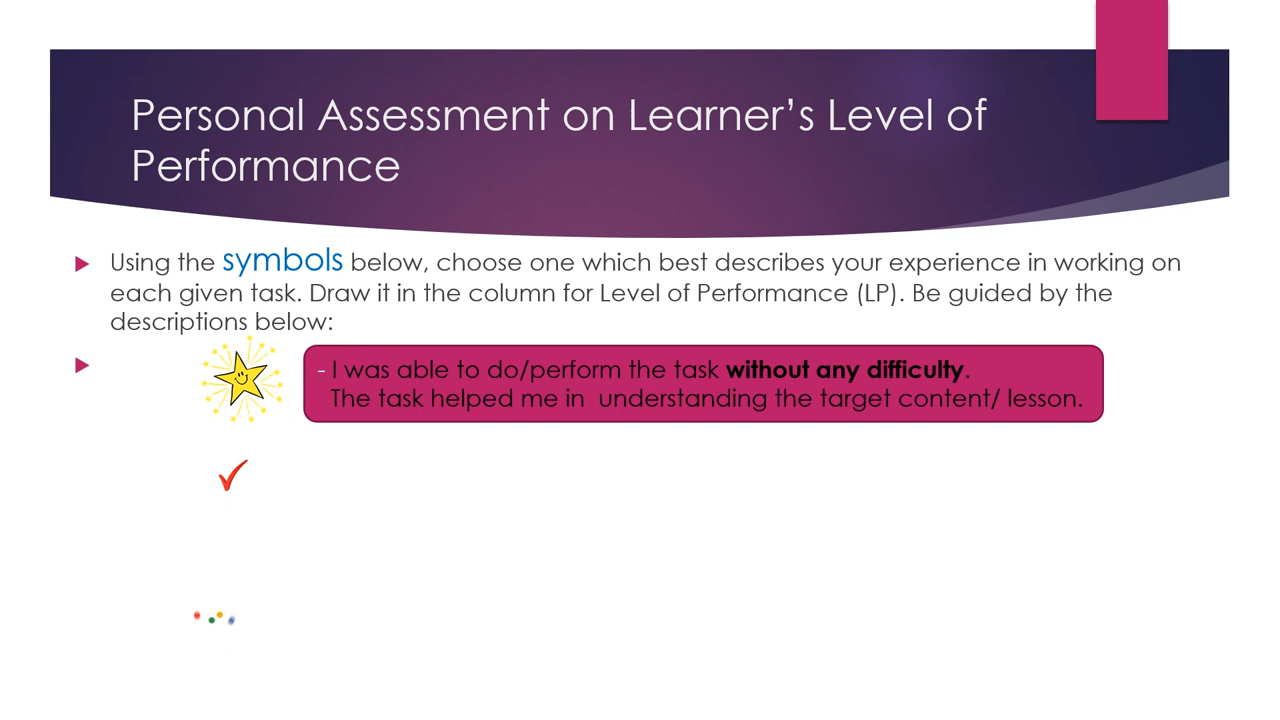 Personal Assessment on Learner’s Level of
Performance
Using the symbols below, choose one which best describes your experience in working on
each given task. Draw it in the column for Level of Performance (LP). Be guided by the
descriptions below:
- I was able to do/perform the task without any difficulty.
The task helped me in  understanding the target content/ lesson.